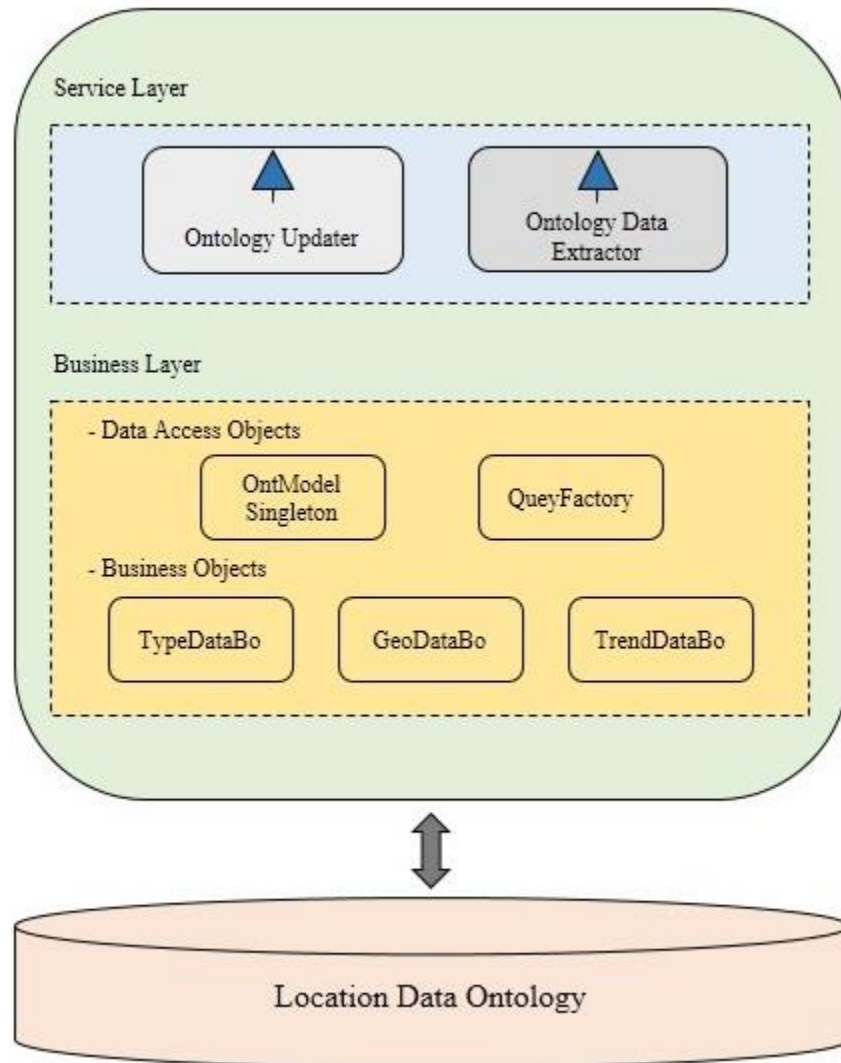 Service Layer
Ontology Updater
Ontology Data
Extractor
Business Layer
- Data Access Objects
OntModel
Singleton
QueyFactory
- Business Objects
TypeDataBo
GeoDataBo
TrendDataBo
Location Data Ontology